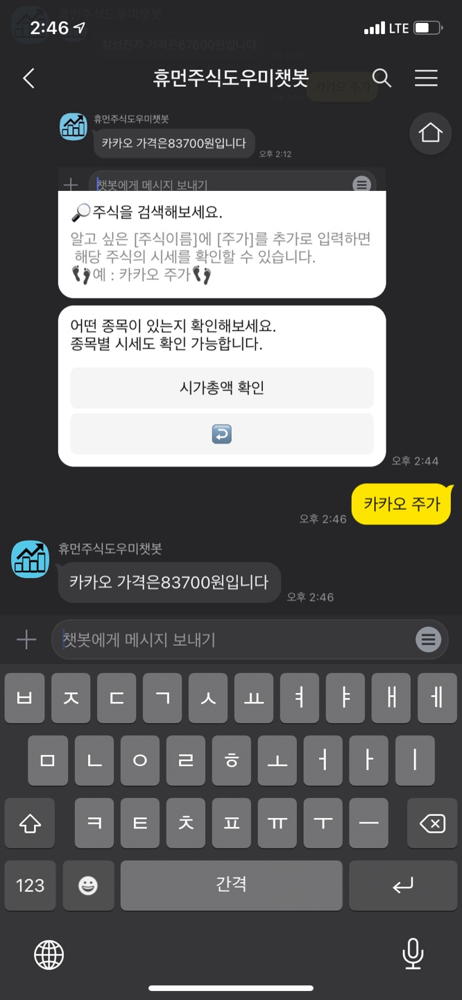 휴먼주식도우미챗봇
2:46
LTE
삼성전자 가격은67600원입니다
휴먼주식도우미챗봇
카카오 주가
휴먼주식도우미챗봇
카카오 가격은83700원입니다
오후 2:12
챗봇에게 메시지 보내기
주식을 검색해보세요.
알고 싶은 [주식이름]에 [주가]를 추가로 입력하면
해당 주식의 시세를 확인할 수 있습니다.
👣예 : 카카오 주가👣
어떤 종목이 있는지 확인해보세요.
종목별 시세도 확인 가능합니다.
시가총액 확인
오후 2:44
카카오 주가
오후 2:46
휴먼주식도우미챗봇
카카오 가격은83700원입니다
오후 2:46
챗봇에게 메시지 보내기
ㅂ ㅈ ㄷ ㄱ ㅅ ㅛ ㅕ ㅑ ㅐ ㅔ
ㅁ ㄴ ㅇ ㄹ ㅎ ㅗ ㅓ ㅏ ㅣ
ㅋ ㅌ ㅊ ㅍ ㅠ ㅜ ㅡ
123 간격